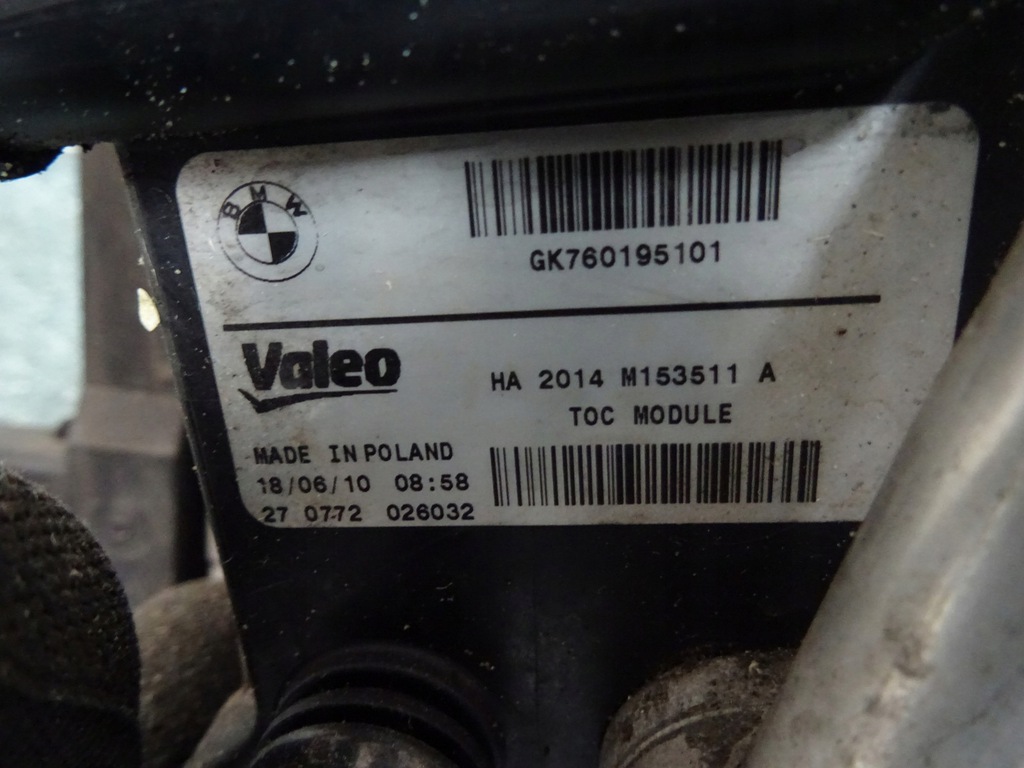 BMW
GK760195101
Valeo
HA 2014 M153511 A
TOC MODULE
MADE IN POLAND
18/06/10 08:58
27 0772 026032